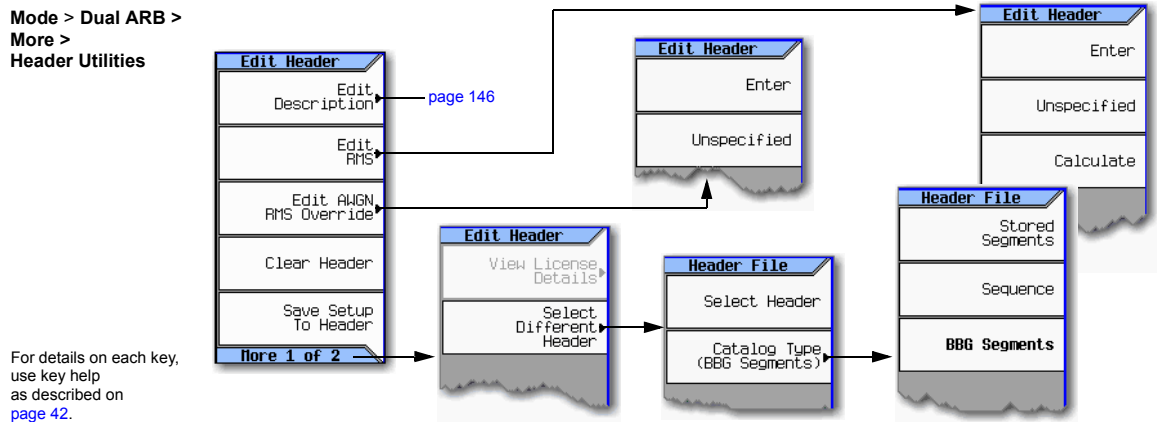 Mode > Dual ARB >
More >
Header Utilities
Edit Header
Edit
Description
page 146
Edit
RMS
Edit AWGN
RMS Override
Clear Header
Save Setup
To Header
More 1 of 2
Edit Header
Enter
Unspecified
Edit Header
Enter
Unspecified
Calculate
Edit Header
View License
Details
Select
Different
Header
Header File
Select Header
Catalog Type
(BBG Segments)
Header File
Stored
Segments
Sequence
BBG Segments
For details on each key,
use key help
as described on
page 42.